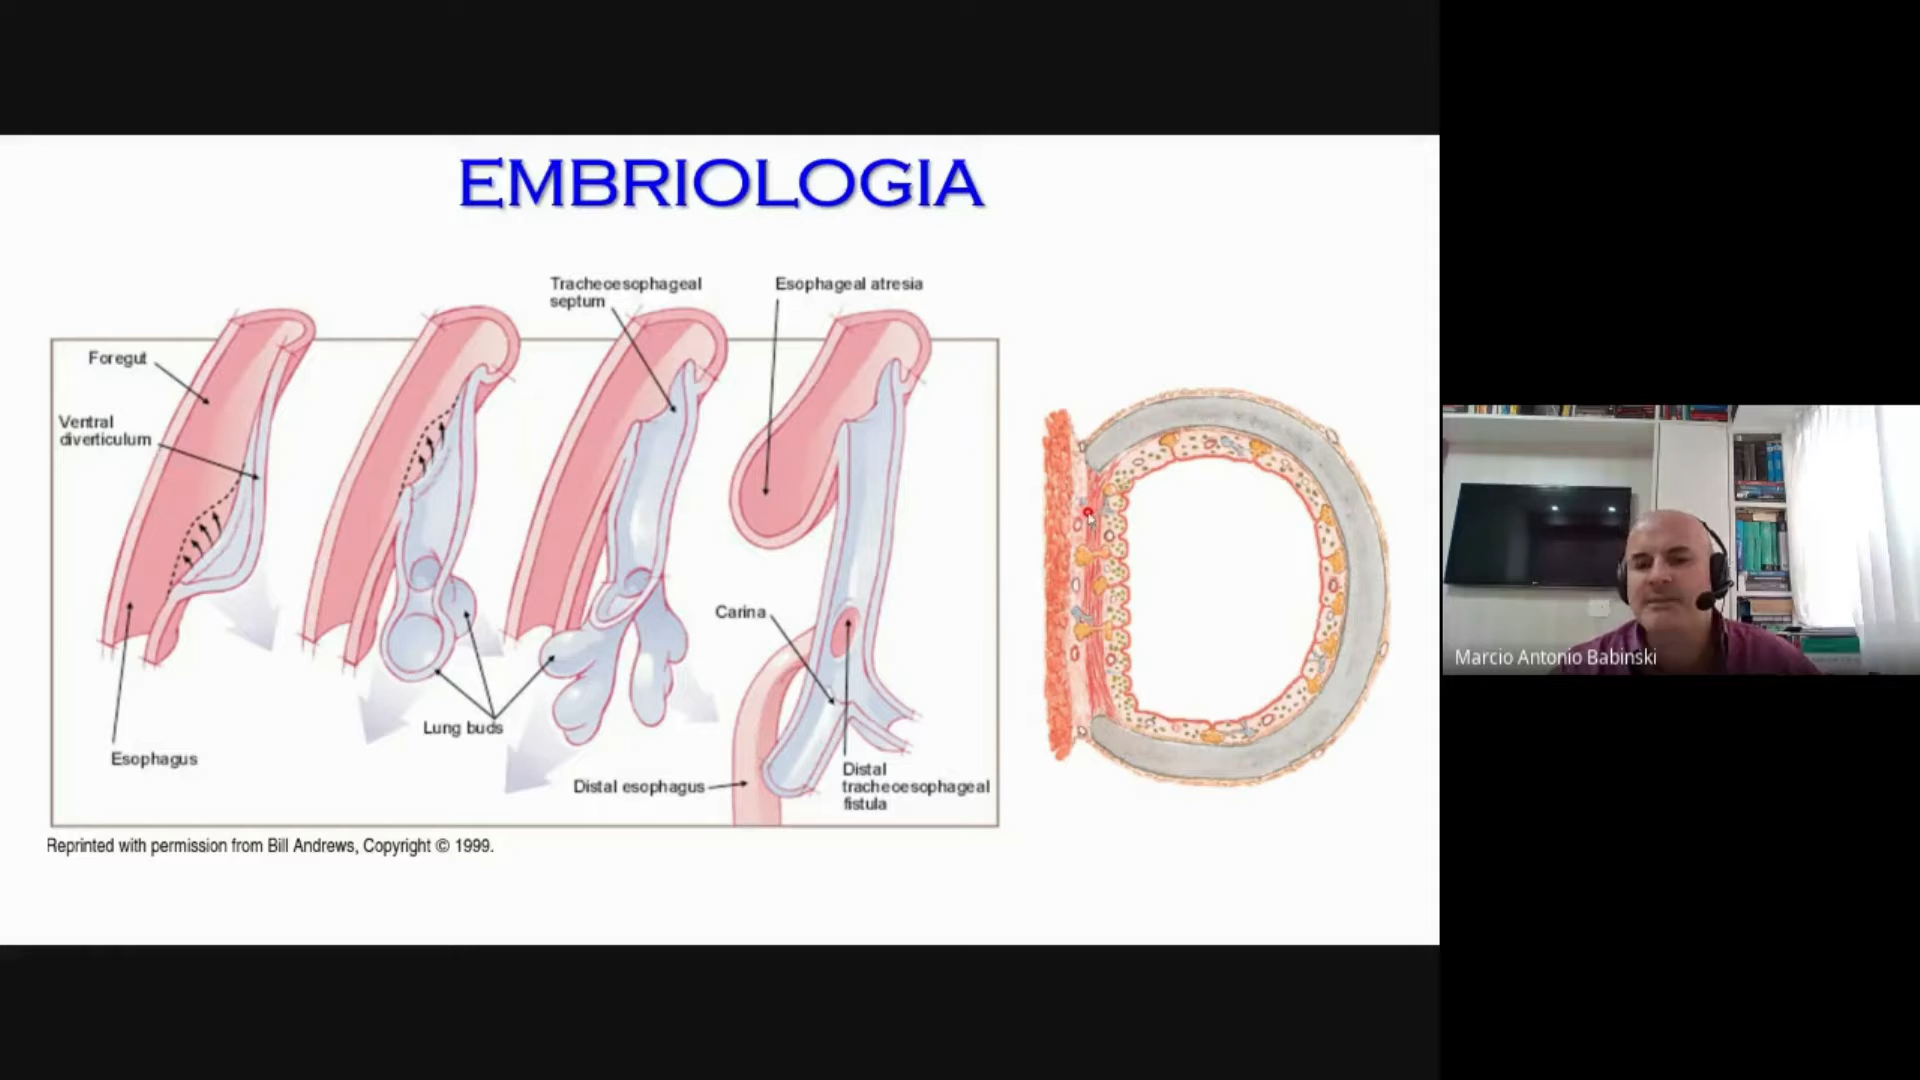 EMBRIOLOGIA
Tracheoesophageal
septum
Esophageal atresia
Foregut
Ventral
diverticulum
Carina
Lung buds
Esophagus
Distal esophagus
Distal
tracheoesophageal
fistula
Reprinted with permission from Bill Andrews, Copyright © 1999.
Marcio Antonio Babinski